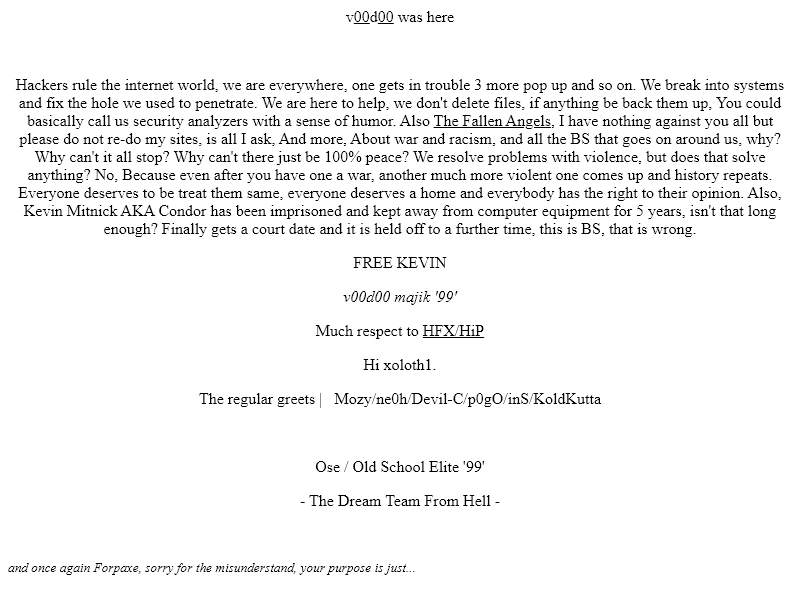 v00d00 was here
Hackers rule the internet world, we are everywhere, one gets in trouble 3 more pop up and so on. We break into systems
and fix the hole we used to penetrate. We are here to help, we don't delete files, if anything be back them up, You could
basically call us security analyzers with a sense of humor. Also The Fallen Angels, I have nothing against you all but
please do not re-do my sites, is all I ask, And more, About war and racism, and all the BS that goes on around us, why?
Why can't it all stop? Why can't there just be 100% peace? We resolve problems with violence, but does that solve
anything? No, Because even after you have one a war, another much more violent one comes up and history repeats.
Everyone deserves to be treat them same, everyone deserves a home and everybody has the right to their opinion. Also,
Kevin Mitnick AKA Condor has been imprisoned and kept away from computer equipment for 5 years, isn't that long
enough? Finally gets a court date and it is held off to a further time, this is BS, that is wrong.
FREE KEVIN
v00d00 majik '99'
Much respect to HFX/HiP
Hi xoloth1.
The regular greets | Mozy/ne0h/Devil-C/p0gO/inS/KoldKutta
Ose / Old School Elite '99'
- The Dream Team From Hell -
and once again Forpaxe, sorry for the misunderstand, your purpose is just...